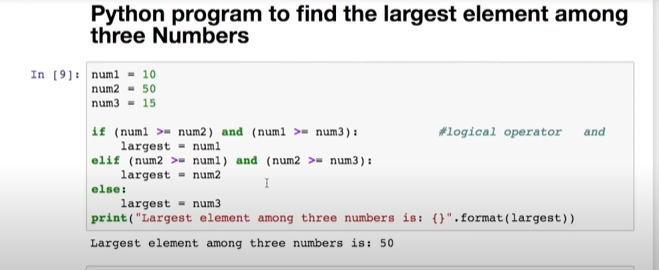 Python program to find the largest element among
three Numbers
In [9]: num1 = 10
num2 = 50
num3 = 15
if (num1 >= num2) and (num1 >= num3): #logical operator and
largest = num1
elif (num2 >= num1) and (num2 >= num3):
largest = num2
else:
largest = num3
print("Largest element among three numbers is: {}".format(largest))
Largest element among three numbers is: 50